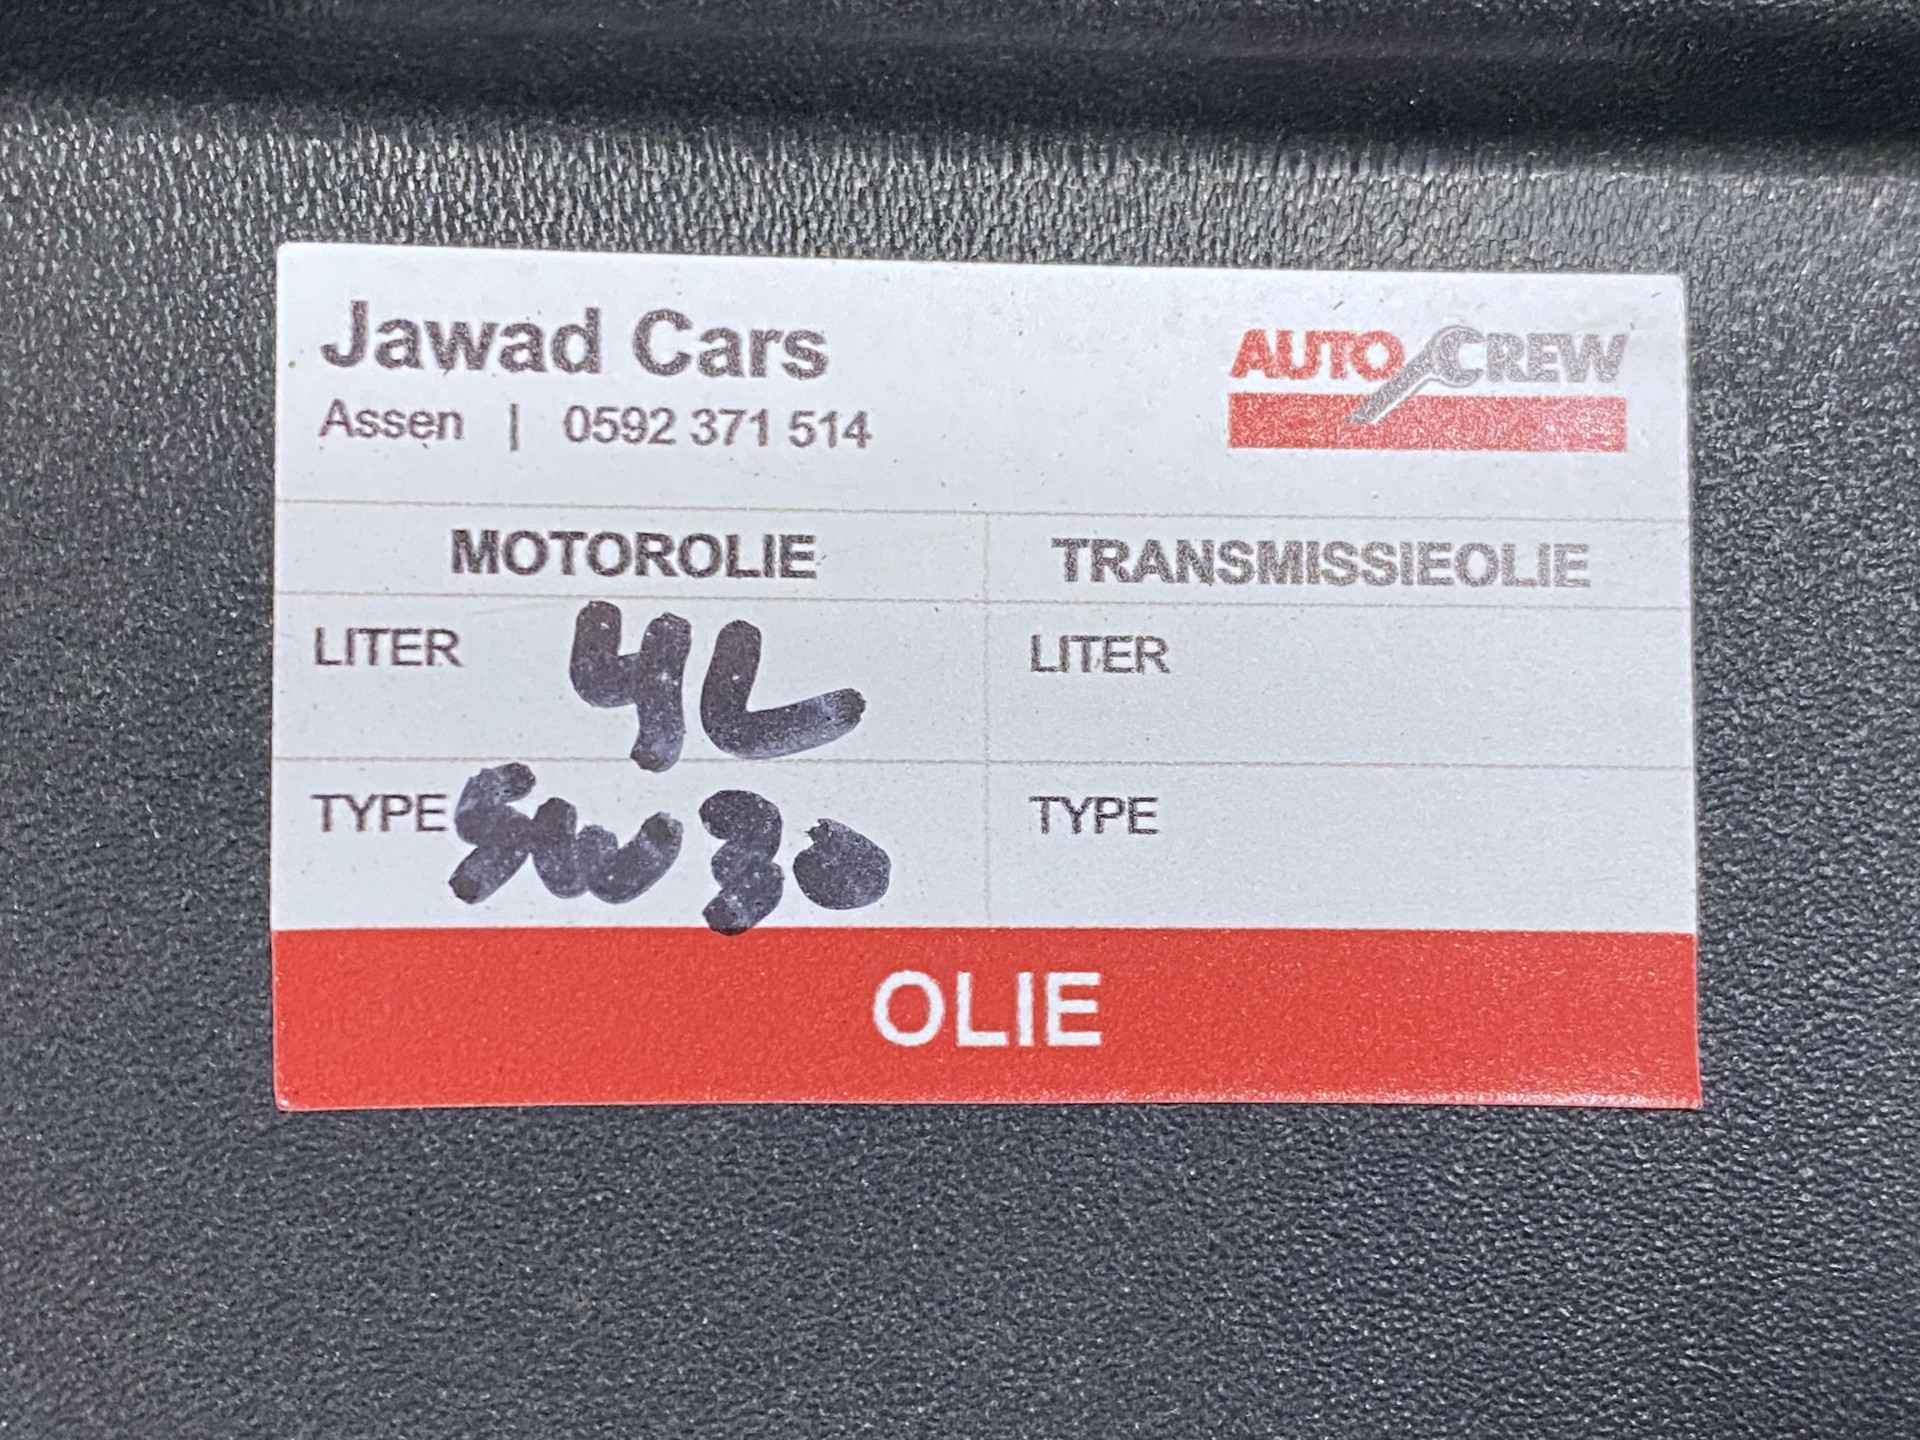 Jawad Cars
AUTO CREW
Assen | 0592 371 514
MOTOROLIE TRANSMISSIEOLIE
LITER 4L LITER
TYPE 5W30 TYPE
OLIE